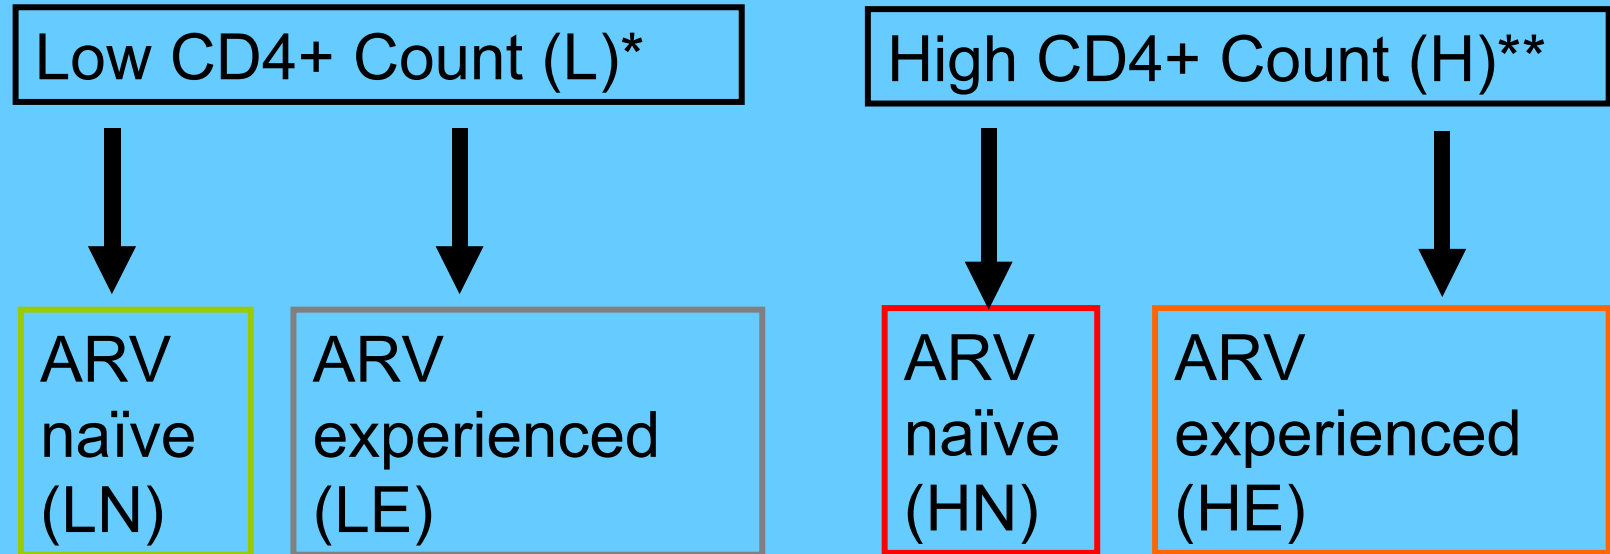 Low CD4+ Count (L)*
High CD4+ Count (H)**
ARV
naïve
(LN)
ARV
experienced
(LE)
ARV
naïve
(HN)
ARV
experienced
(HE)